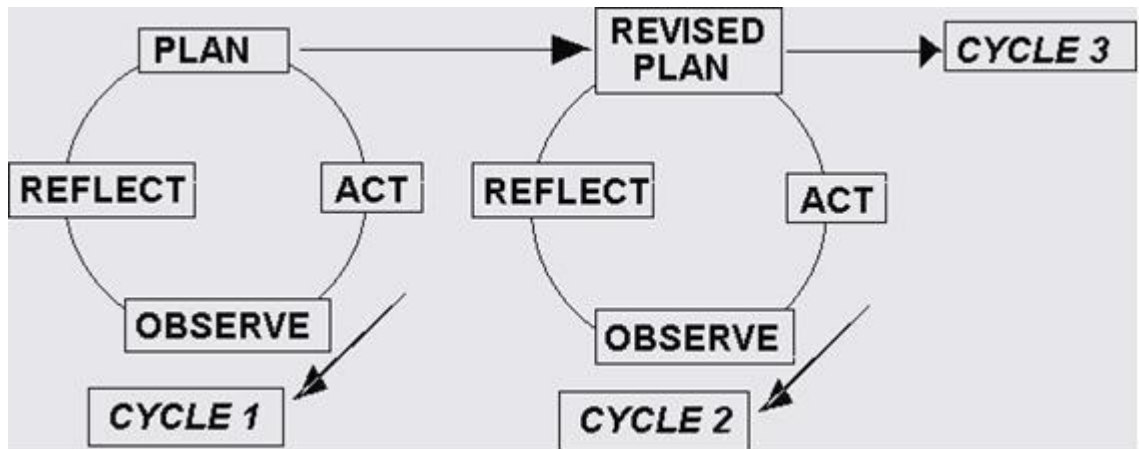 PLAN
REVISED
PLAN
CYCLE 3
REFLECT
ACT
REFLECT
ACT
OBSERVE
OBSERVE
CYCLE 1
CYCLE 2